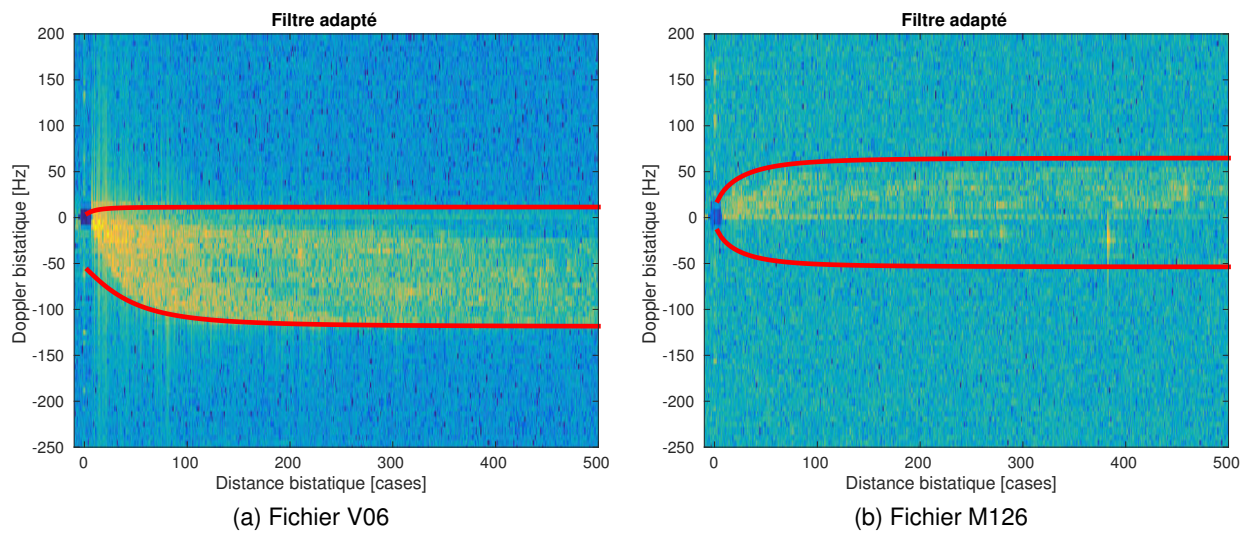 Filtre adapté
200
150
100
50
0
-50
-100
-150
-200
-250
Doppler bistatique [Hz]
0 100 200 300 400 500
Distance bistatique [cases]
(a) Fichier V06
Filtre adapté
200
150
100
50
0
-50
-100
-150
-200
-250
Doppler bistatique [Hz]
0 100 200 300 400 500
Distance bistatique [cases]
(b) Fichier M126